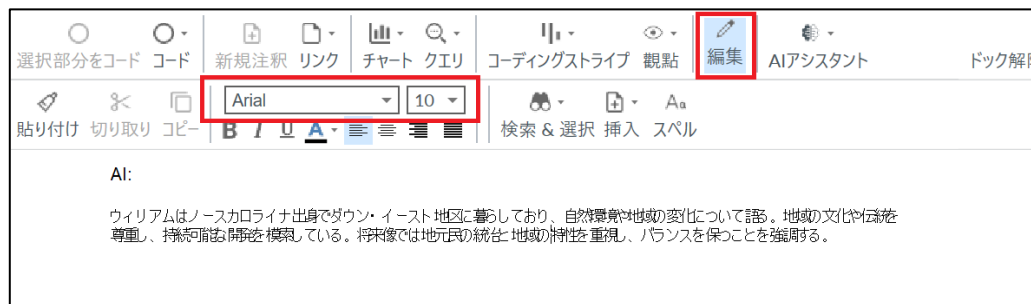 選択部分をコード コード 新規注釈 リンク チャート クエリ コーディングストライプ 観點 編集 AIアシスタント ドック解除
Arial 10
貼り付け 切り取り コピー B I U A 検索 & 選択 挿入 スペル
AI:
ウィリアムはノースカロライナ出身でダウン・イースト地区に暮らしており、自然環境や地域の変化について語る。地域の文化や伝統を
尊重し、持続可能な開発を模索している。将来像では地元民の統治と地域の特性を重視し、バランスを保つことを強調する。